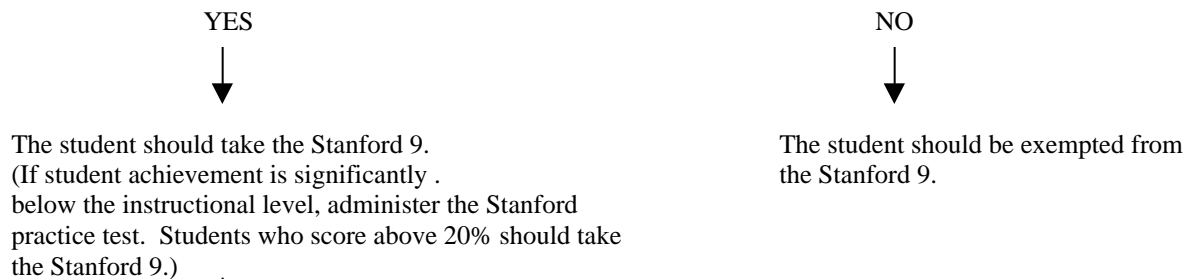 YES
NO
The student should take the Stanford 9.
(If student achievement is significantly .
below the instructional level, administer the Stanford
practice test.  Students who score above 20% should take
the Stanford 9.)
The student should be exempted from
the Stanford 9.